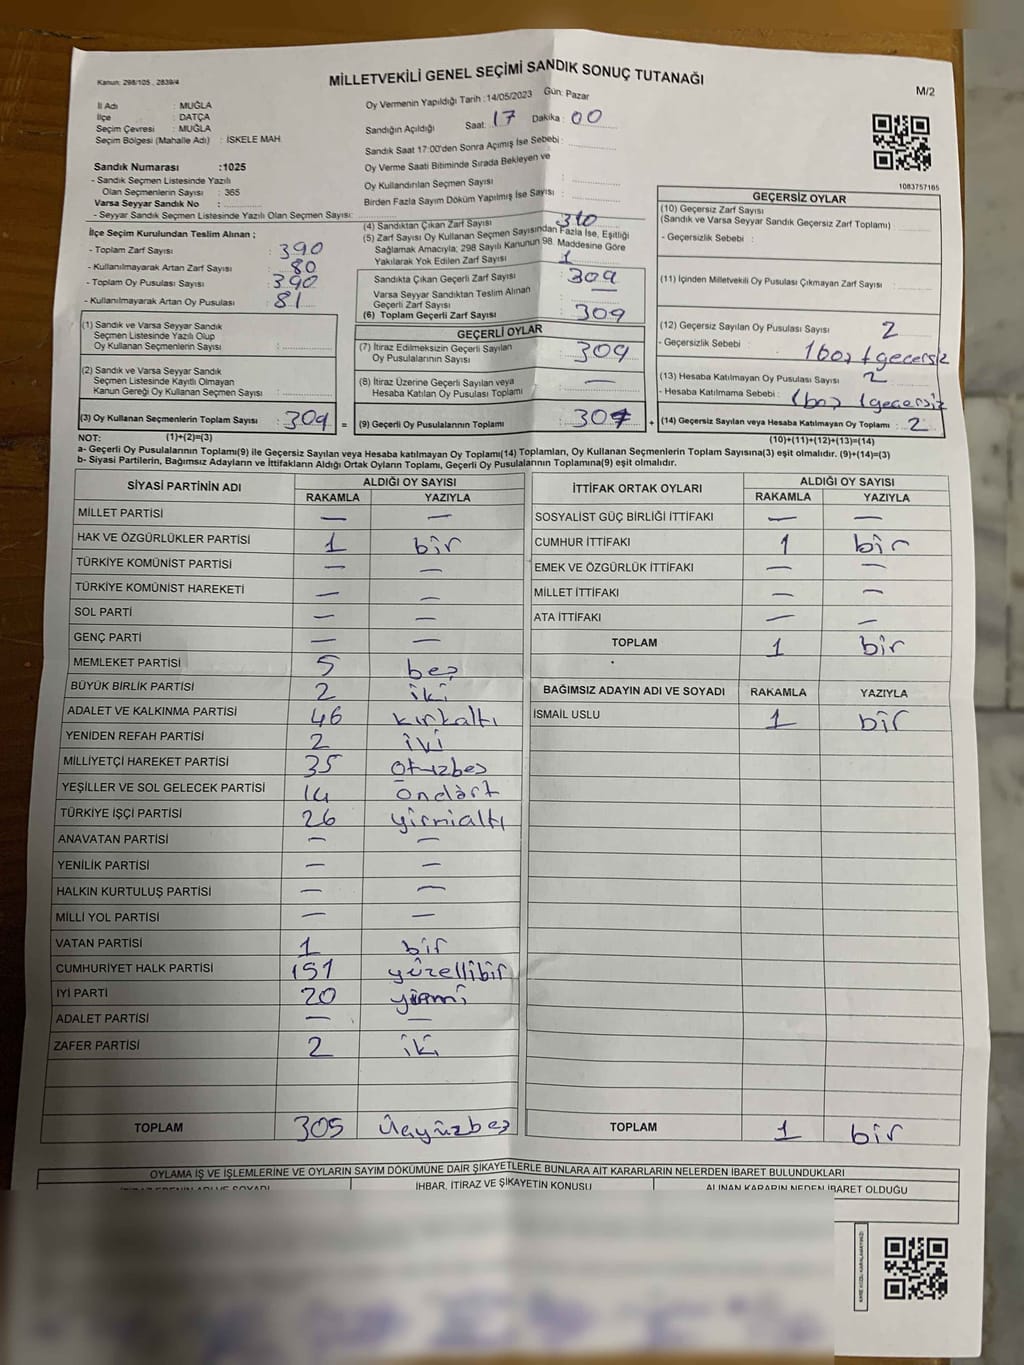 Kanun: 298/105 , 2839/4
MİLLETVEKİLİ GENEL SEÇİMİ SANDIK SONUÇ TUTANAĞI
M/2
İl Adı : MUĞLA
İlçe : DATÇA
Seçim Çevresi : MUĞLA
Seçim Bölgesi (Mahalle Adı) : İSKELE MAH
Oy Vermenin Yapıldığı Tarih : 14/05/2023 Gün: Pazar
Sandığın Açıldığı Saat: 17 Dakika : 00
Sandık Saat 17:00'den Sonra Açımış İse Sebebi :
Oy Verme Saati Bitiminde Sırada Bekleyen ve
Oy Kullandırılan Seçmen Sayısı :
Birden Fazla Sayım Döküm Yapılmış İse Sayısı :
Sandık Numarası :1025
- Sandık Seçmen Listesinde Yazılı
Olan Seçmenlerin Sayısı : 365
Varsa Seyyar Sandık No :
- Seyyar Sandık Seçmen Listesinde Yazılı Olan Seçmen Sayısı:
İlçe Seçim Kurulundan Teslim Alınan ;
- Toplam Zarf Sayısı : 390
- Kullanılmayarak Artan Zarf Sayısı : 80
- Toplam Oy Pusulası Sayısı : 390
- Kullanılmayarak Artan Oy Pusulası : 81
(1) Sandık ve Varsa Seyyar Sandık
Seçmen Listesinde Yazılı Olup
Oy Kullanan Seçmenlerin Sayısı :
(2) Sandık ve Varsa Seyyar Sandık
Seçmen Listesinde Kayıtlı Olmayan
Kanun Gereği Oy Kullanan Seçmen Sayısı :
(3) Oy Kullanan Seçmenlerin Toplam Sayısı : 309 =
(4) Sandıktan Çıkan Zarf Sayısı : 310
(5) Zarf Sayısı Oy Kullanan Seçmen Sayısından Fazla İse, Eşitliği
Sağlamak Amacıyla; 298 Sayılı Kanunun 98. Maddesine Göre
Yakılarak Yok Edilen Zarf Sayısı : 1
Sandıkta Çıkan Geçerli Zarf Sayısı : 309
Varsa Seyyar Sandıktan Teslim Alınan
Geçerli Zarf Sayısı : —
(6) Toplam Geçerli Zarf Sayısı : 309
GEÇERLİ OYLAR
(7) İtiraz Edilmeksizin Geçerli Sayılan
Oy Pusulalarının Sayısı : 309
(8) İtiraz Üzerine Geçerli Sayılan veya
Hesaba Katılan Oy Pusulası Toplamı : —
(9) Geçerli Oy Pusulalarının Toplamı : 307 +
1083757165
GEÇERSİZ OYLAR
(10) Geçersiz Zarf Sayısı
(Sandık ve Varsa Seyyar Sandık Geçersiz Zarf Toplamı) :
- Geçersizlik Sebebi :
(11) İçinden Milletvekili Oy Pusulası Çıkmayan Zarf Sayısı :
(12) Geçersiz Sayılan Oy Pusulası Sayısı : 2
- Geçersizlik Sebebi : 1 boş 1 geçersiz
(13) Hesaba Katılmayan Oy Pusulası Sayısı : 2
- Hesaba Katılmama Sebebi : 1 boş 1 geçersiz
(14) Geçersiz Sayılan veya Hesaba Katılmayan Oy Toplamı : 2
NOT: (1)+(2)=(3) (10)+(11)+(12)+(13)=(14)
a- Geçerli Oy Pusulalarının Toplamı(9) ile Geçersiz Sayılan veya Hesaba katılmayan Oy Toplamı(14) Toplamları, Oy Kullanan Seçmenlerin Toplam Sayısına(3) eşit olmalıdır. (9)+(14)=(3)
b- Siyasi Partilerin, Bağımsız Adayların ve İttifakların Aldığı Ortak Oyların Toplamı, Geçerli Oy Pusulalarının Toplamına(9) eşit olmalıdır.
SİYASİ PARTİNİN ADI ALDIĞI OY SAYISI
RAKAMLA YAZIYLA
MİLLET PARTİSİ — —
HAK VE ÖZGÜRLÜKLER PARTİSİ 1 bir
TÜRKİYE KOMÜNİST PARTİSİ — —
TÜRKİYE KOMÜNİST HAREKETİ — —
SOL PARTİ — —
GENÇ PARTİ — —
MEMLEKET PARTİSİ 5 beş
BÜYÜK BİRLİK PARTİSİ 2 iki
ADALET VE KALKINMA PARTİSİ 46 kırkaltı
YENİDEN REFAH PARTİSİ 2 iki
MİLLİYETÇİ HAREKET PARTİSİ 35 otuzbeş
YEŞİLLER VE SOL GELECEK PARTİSİ 14 ondört
TÜRKİYE İŞÇİ PARTİSİ 26 yirmialtı
ANAVATAN PARTİSİ — —
YENİLİK PARTİSİ — —
HALKIN KURTULUŞ PARTİSİ — —
MİLLİ YOL PARTİSİ — —
VATAN PARTİSİ 1 bir
CUMHURİYET HALK PARTİSİ 151 yüzellibir
İYİ PARTİ 20 yirmi
ADALET PARTİSİ — —
ZAFER PARTİSİ 2 iki
TOPLAM 305 üçyüzbeş
İTTİFAK ORTAK OYLARI ALDIĞI OY SAYISI
RAKAMLA YAZIYLA
SOSYALİST GÜÇ BİRLİĞİ İTTİFAKI — —
CUMHUR İTTİFAKI 1 bir
EMEK VE ÖZGÜRLÜK İTTİFAKI — —
MİLLET İTTİFAKI — —
ATA İTTİFAKI — —
TOPLAM 1 bir
BAĞIMSIZ ADAYIN ADI VE SOYADI RAKAMLA YAZIYLA
İSMAİL USLU 1 bir
TOPLAM 1 bir
OYLAMA İŞ VE İŞLEMLERİNE VE OYLARIN SAYIM DÖKÜMÜNE DAİR ŞİKAYETLERLE BUNLARA AİT KARARLARIN NELERDEN İBARET BULUNDUKLARI
İTİRAZ EDENİN ADI VE SOYADI İHBAR, İTİRAZ VE ŞİKAYETİN KONUSU ALINAN KARARIN NEDEN İBARET OLDUĞU